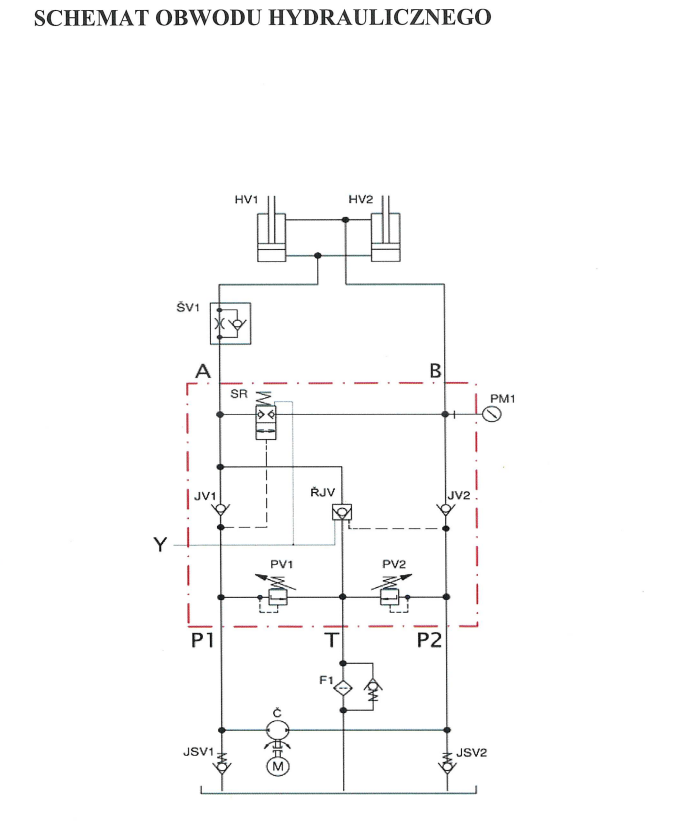 SCHEMAT OBWODU HYDRAULICZNEGO
HV1 HV2
ŠV1
A B
SR
PM1
JV1 ŘJV JV2
Y
PV1 PV2
P1 T P2
F1
Č
JSV1 M JSV2